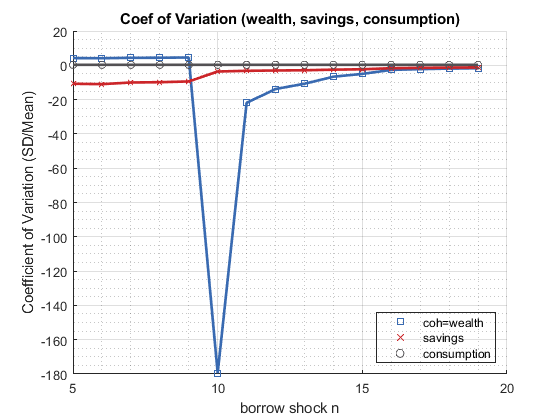 Coef of Variation (wealth, savings, consumption)
20
0
-20
-40
-60
-80
-100
-120
-140
-160
-180
Coefficient of Variation (SD/Mean)
coh=wealth
savings
consumption
5
10
15
20
borrow shock n